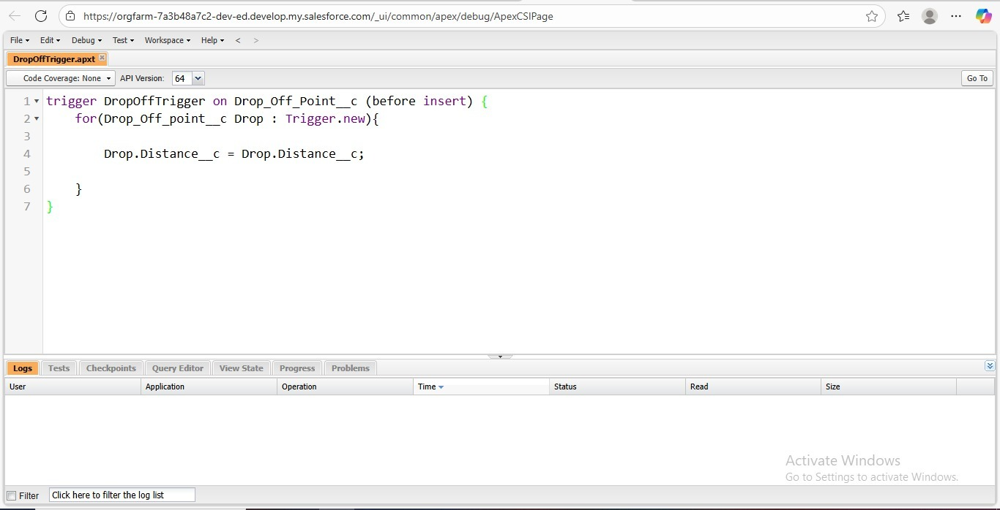 https://orgfarm-7a3b48a7c2-dev-ed.develop.my.salesforce.com/_ui/common/apex/debug/ApexCSIPage
File Edit Debug Test Workspace Help < >
DropOffTrigger.apxt
Code Coverage: None API Version: 64 Go To
1 trigger DropOffTrigger on Drop_Off_Point__c (before insert) {
2 for(Drop_Off_point__c Drop : Trigger.new){
3
4 Drop.Distance__c = Drop.Distance__c;
5
6 }
7 }
Logs Tests Checkpoints Query Editor View State Progress Problems
User Application Operation Time Status Read Size
Activate Windows
Go to Settings to activate Windows.
Filter Click here to filter the log list